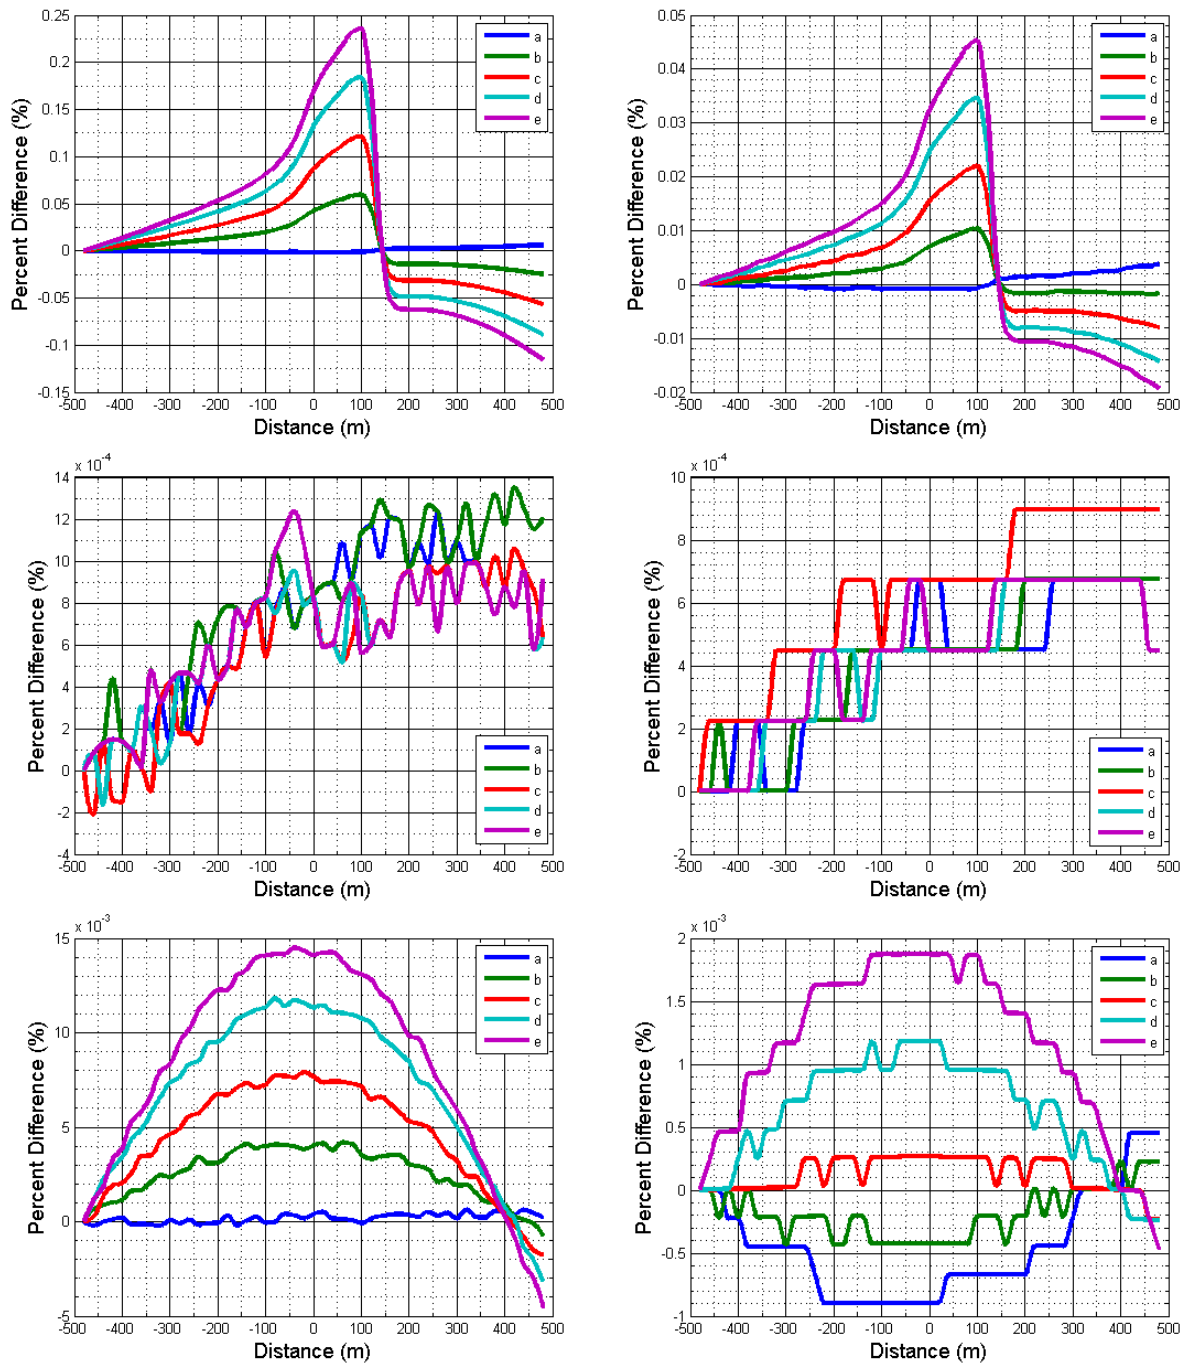 0.25
0.2
0.15
0.1
0.05
0
-0.05
-0.1
-0.15
Percent Difference (%)
-500 -400 -300 -200 -100 0 100 200 300 400 500
Distance (m)
a
b
c
d
e
0.05
0.04
0.03
0.02
0.01
0
-0.01
-0.02
Percent Difference (%)
-500 -400 -300 -200 -100 0 100 200 300 400 500
Distance (m)
a
b
c
d
e
x 10-4
14
12
10
8
6
4
2
0
-2
-4
Percent Difference (%)
-500 -400 -300 -200 -100 0 100 200 300 400 500
Distance (m)
a
b
c
d
e
x 10-4
10
8
6
4
2
0
-2
Percent Difference (%)
-500 -400 -300 -200 -100 0 100 200 300 400 500
Distance (m)
a
b
c
d
e
x 10-3
15
10
5
0
-5
Percent Difference (%)
-500 -400 -300 -200 -100 0 100 200 300 400 500
Distance (m)
a
b
c
d
e
x 10-3
2
1.5
1
0.5
0
-0.5
-1
Percent Difference (%)
-500 -400 -300 -200 -100 0 100 200 300 400 500
Distance (m)
a
b
c
d
e